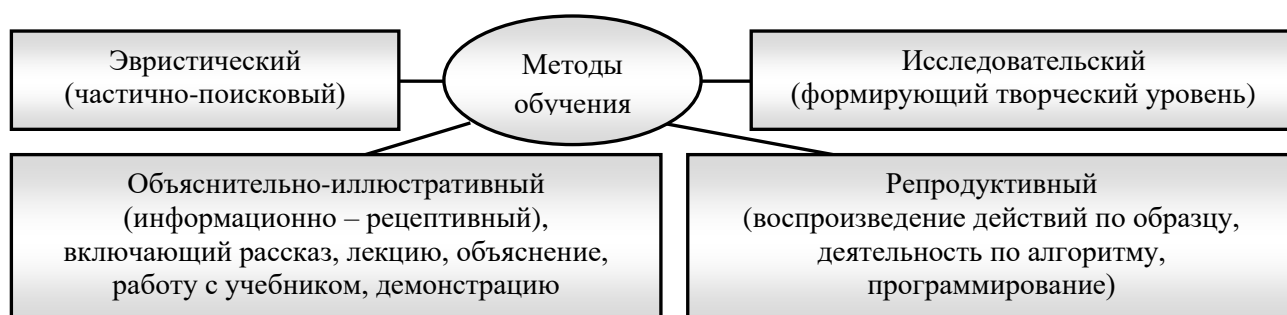 Эвристический
(частично-поисковый)
Методы
обучения
Исследовательский
(формирующий творческий уровень)
Объяснительно-иллюстративный
(информационно – рецептивный),
включающий рассказ, лекцию, объяснение,
работу с учебником, демонстрацию
Репродуктивный
(воспроизведение действий по образцу,
деятельность по алгоритму,
программирование)